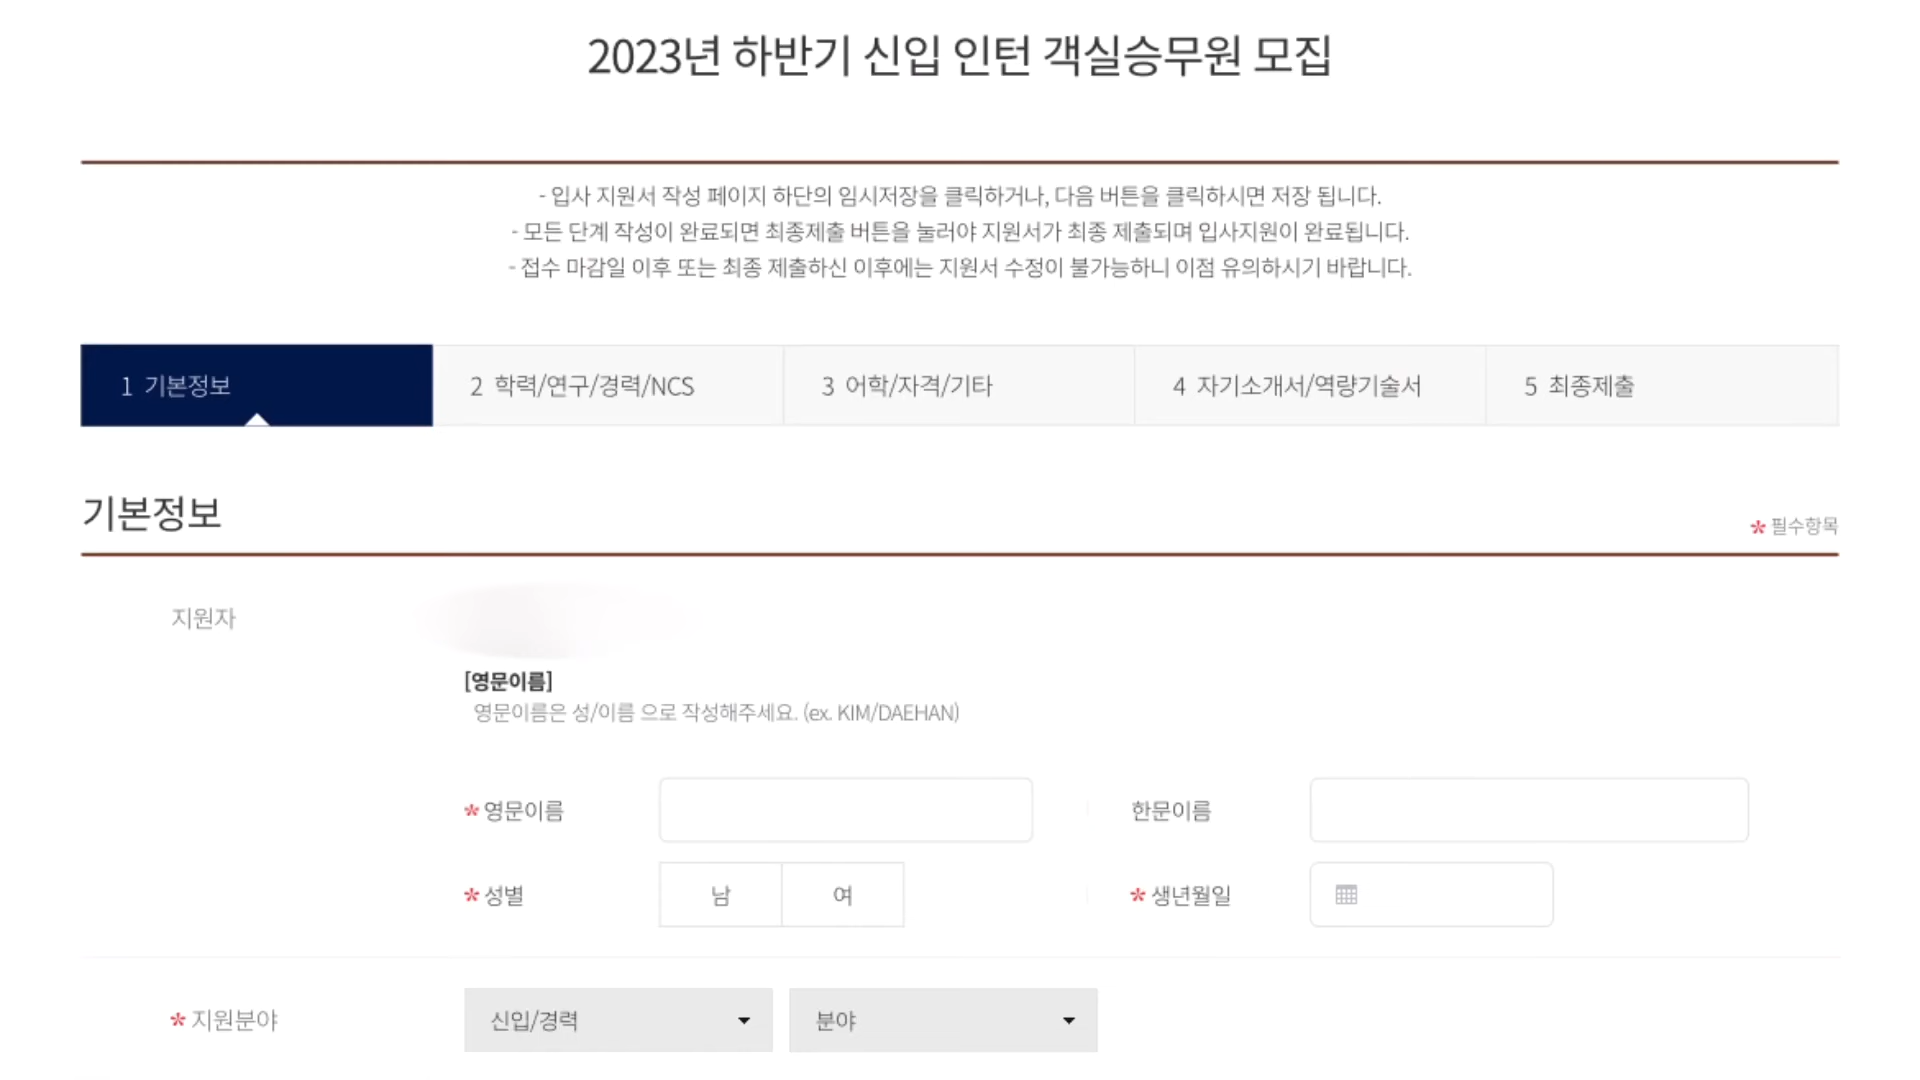 2023년 하반기 신입 인턴 객실승무원 모집
- 입사 지원서 작성 페이지 하단의 임시저장을 클릭하거나, 다음 버튼을 클릭하시면 저장 됩니다.
- 모든 단계 작성이 완료되면 최종제출 버튼을 눌러야 지원서가 최종 제출되며 입사지원이 완료됩니다.
- 접수 마감일 이후 또는 최종 제출하신 이후에는 지원서 수정이 불가능하니 이점 유의하시기 바랍니다.
1 기본정보 2 학력/연구/경력/NCS 3 어학/자격/기타 4 자기소개서/역량기술서 5 최종제출
기본정보
* 필수항목
지원자
[영문이름]
영문이름은 성/이름 으로 작성해주세요. (ex. KIM/DAEHAN)
* 영문이름 한문이름
* 성별 남 여 * 생년월일
* 지원분야 신입/경력 분야